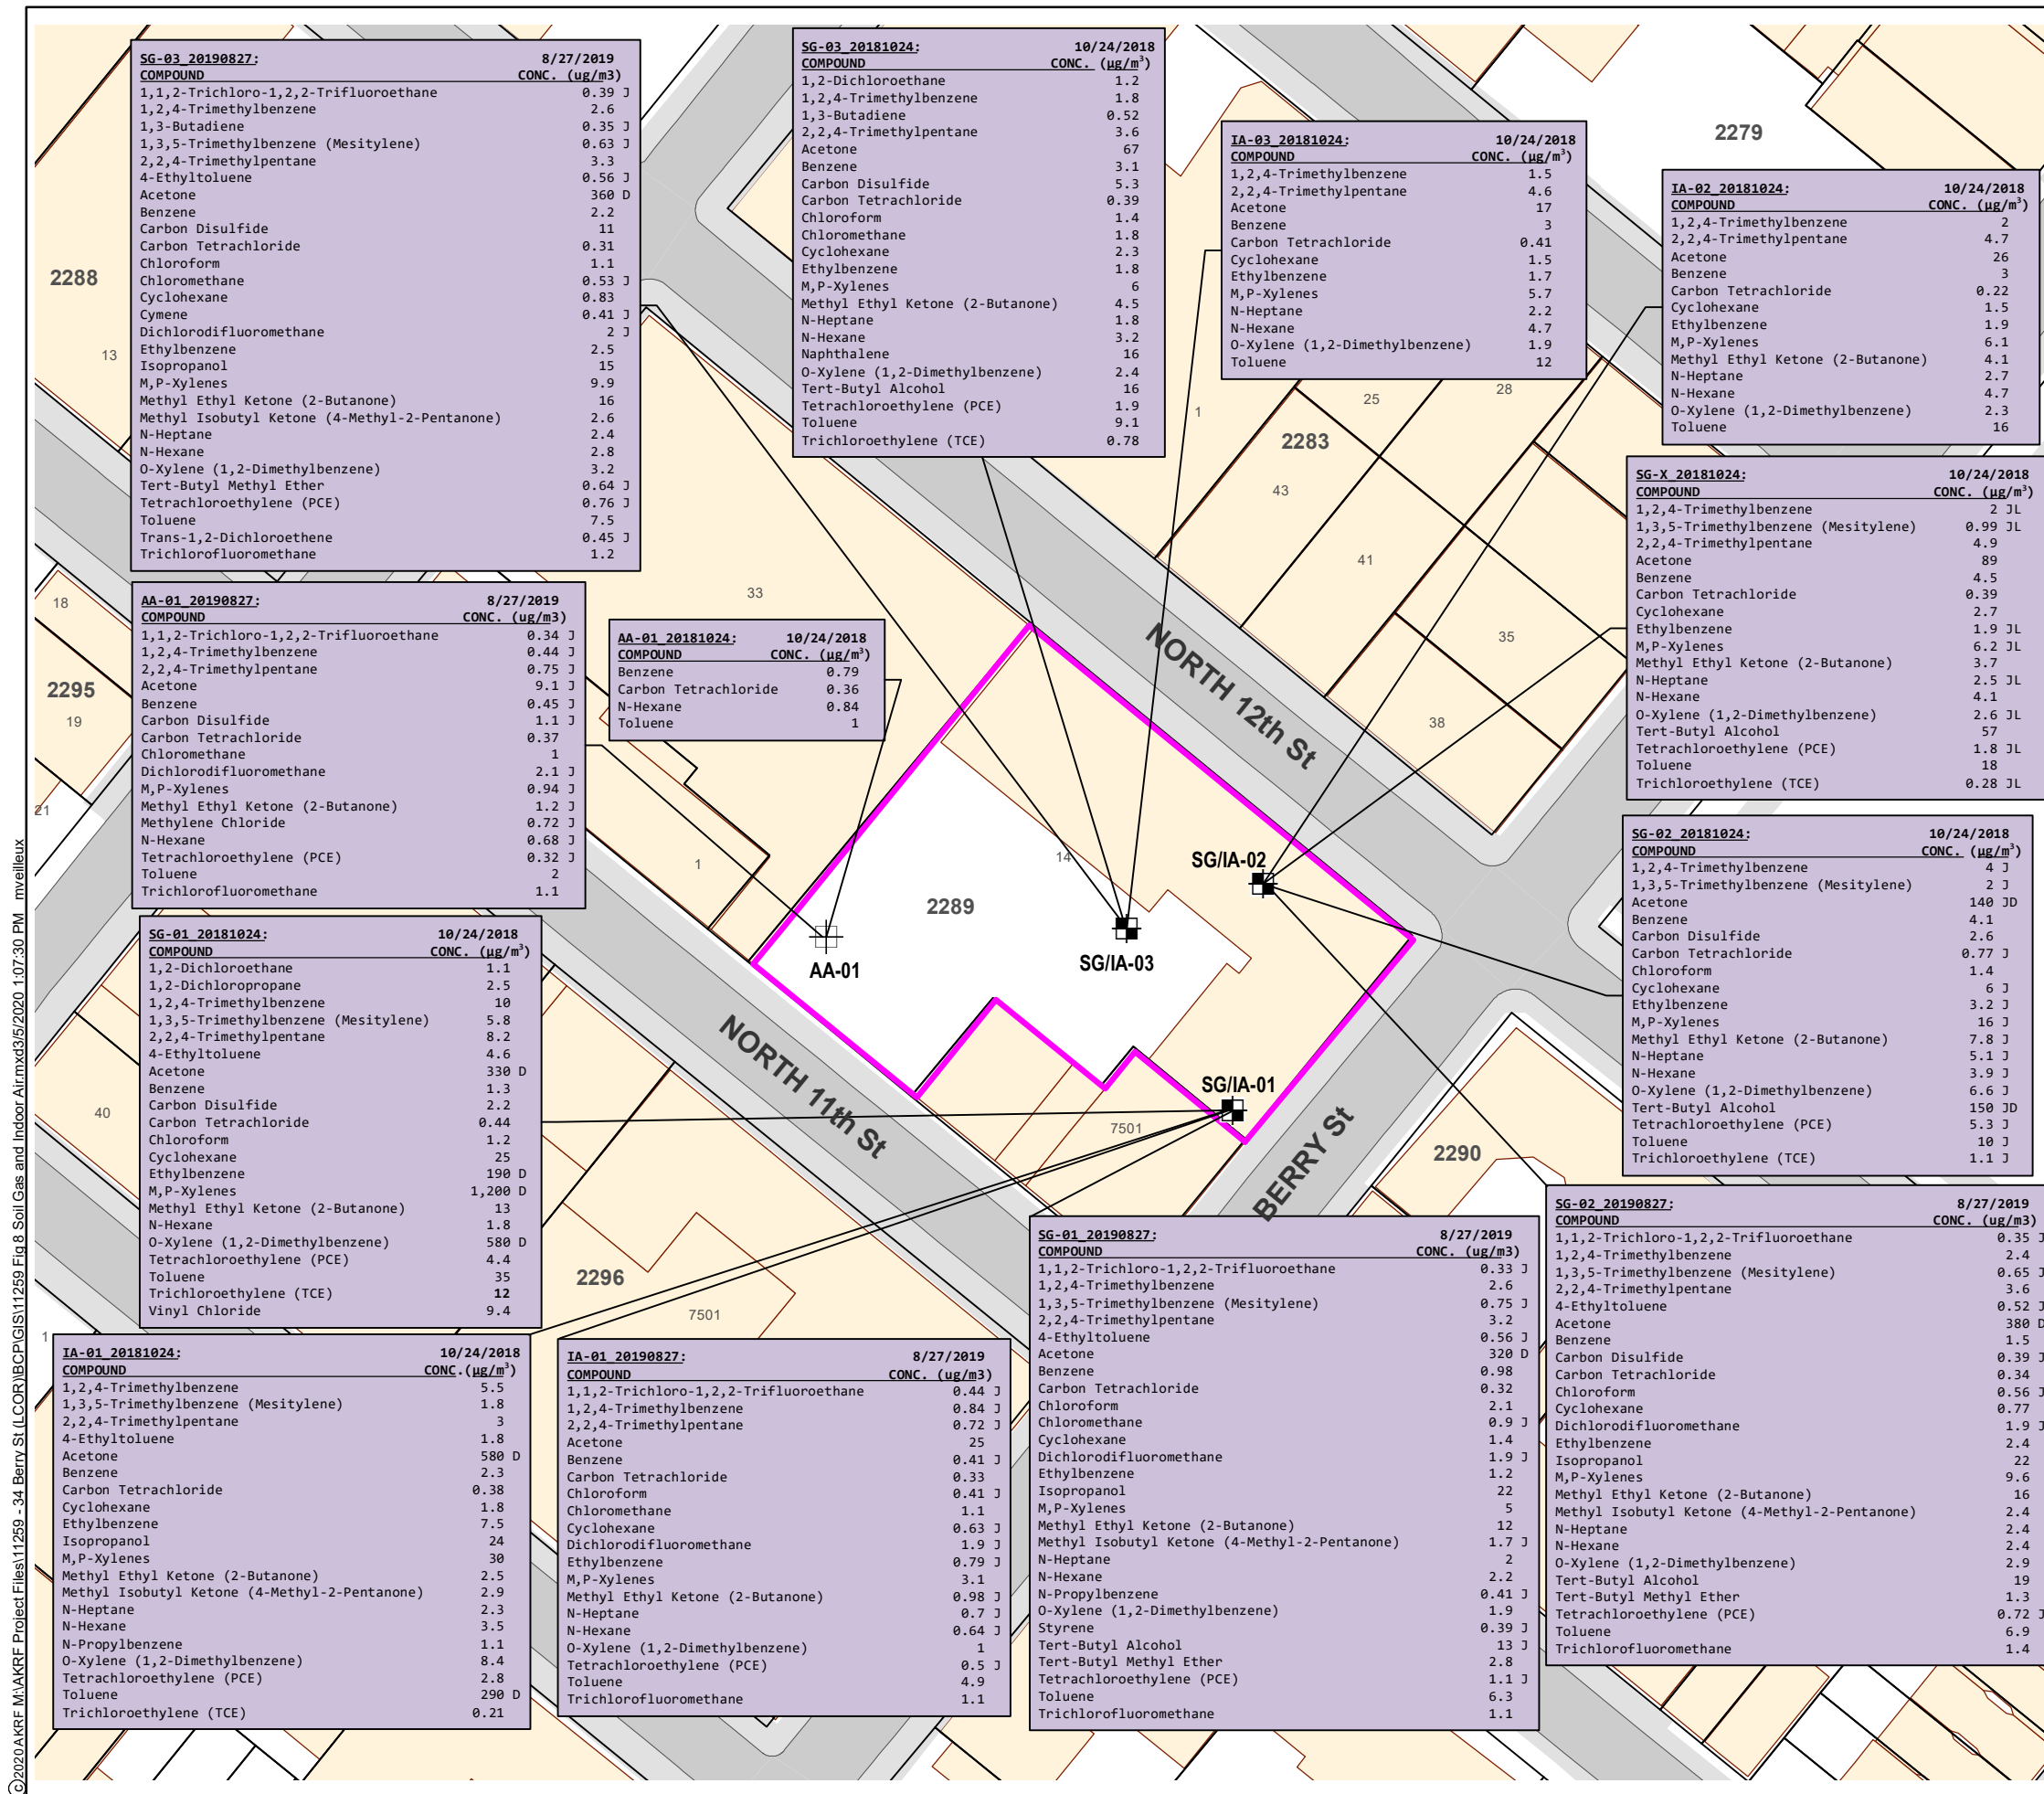 SG-03_20190827: 8/27/2019
COMPOUND CONC. (ug/m3)
1,1,2-Trichloro-1,2,2-Trifluoroethane 0.39 J
1,2,4-Trimethylbenzene 2.6
1,3-Butadiene 0.35 J
1,3,5-Trimethylbenzene (Mesitylene) 0.63 J
2,2,4-Trimethylpentane 3.3
4-Ethyltoluene 0.56 J
Acetone 360 D
Benzene 2.2
Carbon Disulfide 11
Carbon Tetrachloride 0.31
Chloroform 1.1
Chloromethane 0.53 J
Cyclohexane 0.83
Cymene 0.41 J
Dichlorodifluoromethane 2 J
Ethylbenzene 2.5
Isopropanol 15
M,P-Xylenes 9.9
Methyl Ethyl Ketone (2-Butanone) 16
Methyl Isobutyl Ketone (4-Methyl-2-Pentanone) 2.6
N-Heptane 2.4
N-Hexane 2.8
O-Xylene (1,2-Dimethylbenzene) 3.2
Tert-Butyl Methyl Ether 0.64 J
Tetrachloroethylene (PCE) 0.76 J
Toluene 7.5
Trans-1,2-Dichloroethene 0.45 J
Trichlorofluromethane 1.2
SG-03_20181024: 10/24/2018
COMPOUND CONC. (µg/m³)
1,2-Dichloroethane 1.2
1,2,4-Trimethylbenzene 1.8
1,3-Butadiene 0.52
2,2,4-Trimethylpentane 3.6
Acetone 67
Benzene 3.1
Carbon Disulfide 5.3
Carbon Tetrachloride 0.39
Chloroform 1.4
Chloromethane 1.8
Cyclohexane 2.3
Ethylbenzene 1.8
M,P-Xylenes 6
Methyl Ethyl Ketone (2-Butanone) 4.5
N-Heptane 1.8
N-Hexane 3.2
Naphthalene 16
O-Xylene (1,2-Dimethylbenzene) 2.4
Tert-Butyl Alcohol 16
Tetrachloroethylene (PCE) 1.9
Toluene 9.1
Trichloroethylene (TCE) 0.78
IA-03_20181024: 10/24/2018
COMPOUND CONC. (µg/m³)
1,2,4-Trimethylbenzene 1.5
2,2,4-Trimethylpentane 4.6
Acetone 17
Benzene 3
Carbon Tetrachloride 0.41
Cyclohexane 1.5
Ethylbenzene 1.7
M,P-Xylenes 5.7
N-Heptane 2.2
N-Hexane 4.7
O-Xylene (1,2-Dimethylbenzene) 1.9
Toluene 12
IA-02_20181024: 10/24/2018
COMPOUND CONC. (µg/m³)
1,2,4-Trimethylbenzene 2
2,2,4-Trimethylpentane 4.7
Acetone 26
Benzene 3
Carbon Tetrachloride 0.22
Cyclohexane 1.5
Ethylbenzene 1.9
M,P-Xylenes 6.1
Methyl Ethyl Ketone (2-Butanone) 4.1
N-Heptane 2.7
N-Hexane 4.7
O-Xylene (1,2-Dimethylbenzene) 2.3
Toluene 16
SG-X_20181024: 10/24/2018
COMPOUND CONC. (µg/m³)
1,2,4-Trimethylbenzene 2 JL
1,3,5-Trimethylbenzene (Mesitylene) 0.99 JL
2,2,4-Trimethylpentane 4.9
Acetone 89
Benzene 4.5
Carbon Tetrachloride 0.39
Cyclohexane 2.7
Ethylbenzene 1.9 JL
M,P-Xylenes 6.2 JL
Methyl Ethyl Ketone (2-Butanone) 3.7
N-Heptane 2.5 JL
N-Hexane 4.1
O-Xylene (1,2-Dimethylbenzene) 2.6 JL
Tert-Butyl Alcohol 57
Tetrachloroethylene (PCE) 1.8 JL
Toluene 18
Trichloroethylene (TCE) 0.28 JL
AA-01_20190827: 8/27/2019
COMPOUND CONC. (ug/m3)
1,1,2-Trichloro-1,2,2-Trifluoroethane 0.34 J
1,2,4-Trimethylbenzene 0.44 J
2,2,4-Trimethylpentane 0.75 J
Acetone 9.1 J
Benzene 0.45 J
Carbon Disulfide 1.1 J
Carbon Tetrachloride 0.37
Chloromethane 1
Dichlorodifluoromethane 2.1 J
M,P-Xylenes 0.94 J
Methyl Ethyl Ketone (2-Butanone) 1.2 J
Methylene Chloride 0.72 J
N-Hexane 0.68 J
Tetrachloroethylene (PCE) 0.32 J
Toluene 2
Trichlorofluromethane 1.1
AA-01_20181024: 10/24/2018
COMPOUND CONC. (µg/m³)
Benzene 0.79
Carbon Tetrachloride 0.36
N-Hexane 0.84
Toluene 1
SG-02_20181024: 10/24/2018
COMPOUND CONC. (µg/m³)
1,2,4-Trimethylbenzene 4 J
1,3,5-Trimethylbenzene (Mesitylene) 2 J
Acetone 140 JD
Benzene 4.1
Carbon Disulfide 2.6
Carbon Tetrachloride 0.77 J
Chloroform 1.4
Cyclohexane 6 J
Ethylbenzene 3.2 J
M,P-Xylenes 16 J
Methyl Ethyl Ketone (2-Butanone) 7.8 J
N-Heptane 5.1 J
N-Hexane 3.9 J
O-Xylene (1,2-Dimethylbenzene) 6.6 J
Tert-Butyl Alcohol 150 JD
Tetrachloroethylene (PCE) 5.3 J
Toluene 10 J
Trichloroethylene (TCE) 1.1 J
SG-01_20181024: 10/24/2018
COMPOUND CONC. (µg/m³)
1,2-Dichloroethane 1.1
1,2-Dichloropropane 2.5
1,2,4-Trimethylbenzene 10
1,3,5-Trimethylbenzene (Mesitylene) 5.8
2,2,4-Trimethylpentane 8.2
4-Ethyltoluene 4.6
Acetone 330 D
Benzene 1.3
Carbon Disulfide 2.2
Carbon Tetrachloride 0.44
Chloroform 1.2
Cyclohexane 25
Ethylbenzene 190 D
M,P-Xylenes 1,200 D
Methyl Ethyl Ketone (2-Butanone) 13
N-Hexane 1.8
O-Xylene (1,2-Dimethylbenzene) 580 D
Tetrachloroethylene (PCE) 4.4
Toluene 35
Trichloroethylene (TCE) 12
Vinyl Chloride 9.4
IA-01_20181024: 10/24/2018
COMPOUND CONC.(µg/m³)
1,2,4-Trimethylbenzene 5.5
1,3,5-Trimethylbenzene (Mesitylene) 1.8
2,2,4-Trimethylpentane 3
4-Ethyltoluene 1.8
Acetone 580 D
Benzene 2.3
Carbon Tetrachloride 0.38
Cyclohexane 1.8
Ethylbenzene 7.5
Isopropanol 24
M,P-Xylenes 30
Methyl Ethyl Ketone (2-Butanone) 2.5
Methyl Isobutyl Ketone (4-Methyl-2-Pentanone) 2.9
N-Heptane 2.3
N-Hexane 3.5
N-Propylbenzene 1.1
O-Xylene (1,2-Dimethylbenzene) 8.4
Tetrachloroethylene (PCE) 2.8
Toluene 290 D
Trichloroethylene (TCE) 0.21
IA-01_20190827: 8/27/2019
COMPOUND CONC. (ug/m3)
1,1,2-Trichloro-1,2,2-Trifluoroethane 0.44 J
1,2,4-Trimethylbenzene 0.84 J
2,2,4-Trimethylpentane 0.72 J
Acetone 25
Benzene 0.41 J
Carbon Tetrachloride 0.33
Chloroform 0.41 J
Chloromethane 1.1
Cyclohexane 0.63 J
Dichlorodifluoromethane 1.9 J
Ethylbenzene 0.79 J
M,P-Xylenes 3.1
Methyl Ethyl Ketone (2-Butanone) 0.98 J
N-Heptane 0.7 J
N-Hexane 0.64 J
O-Xylene (1,2-Dimethylbenzene) 1
Tetrachloroethylene (PCE) 0.5 J
Toluene 4.9
Trichlorofluromethane 1.1
SG-01_20190827: 8/27/2019
COMPOUND CONC. (ug/m3)
1,1,2-Trichloro-1,2,2-Trifluoroethane 0.33 J
1,2,4-Trimethylbenzene 2.6
1,3,5-Trimethylbenzene (Mesitylene) 0.75 J
2,2,4-Trimethylpentane 3.2
4-Ethyltoluene 0.56 J
Acetone 320 D
Benzene 0.98
Carbon Tetrachloride 0.32
Chloroform 2.1
Chloromethane 0.9 J
Cyclohexane 1.4
Dichlorodifluoromethane 1.9 J
Ethylbenzene 1.2
Isopropanol 22
M,P-Xylenes 5
Methyl Ethyl Ketone (2-Butanone) 12
Methyl Isobutyl Ketone (4-Methyl-2-Pentanone) 1.7 J
N-Heptane 2
N-Hexane 2.2
N-Propylbenzene 0.41 J
O-Xylene (1,2-Dimethylbenzene) 1.9
Styrene 0.39 J
Tert-Butyl Alcohol 13 J
Tert-Butyl Methyl Ether 2.8
Tetrachloroethylene (PCE) 1.1 J
Toluene 6.3
Trichlorofluromethane 1.1
SG-02_20190827: 8/27/2019
COMPOUND CONC. (ug/m3)
1,1,2-Trichloro-1,2,2-Trifluoroethane 0.35 J
1,2,4-Trimethylbenzene 2.4
1,3,5-Trimethylbenzene (Mesitylene) 0.65 J
2,2,4-Trimethylpentane 3.6
4-Ethyltoluene 0.52 J
Acetone 380 D
Benzene 1.5
Carbon Disulfide 0.39 J
Carbon Tetrachloride 0.34
Chloroform 0.56 J
Cyclohexane 0.77
Dichlorodifluoromethane 1.9 J
Ethylbenzene 2.4
Isopropanol 22
M,P-Xylenes 9.6
Methyl Ethyl Ketone (2-Butanone) 16
Methyl Isobutyl Ketone (4-Methyl-2-Pentanone) 2.4
N-Heptane 2.4
N-Hexane 2.4
O-Xylene (1,2-Dimethylbenzene) 2.9
Tert-Butyl Alcohol 19
Tert-Butyl Methyl Ether 1.3
Tetrachloroethylene (PCE) 0.72 J
Toluene 6.9
Trichlorofluromethane 1.4
2279
2288
13
1
25
28
2283
43
41
35
38
33
18
2295
19
21
1
14
2289
40
7501
2290
2296
7501
1
NORTH 12th St
NORTH 11th St
BERRY St
SG/IA-02
SG/IA-03
AA-01
SG/IA-01
©2020 AKRF M:\AKRF Project Files\11259 - 34 Berry St (LCOR)\BCP\GIS\11259 Fig 8 Soil Gas and Indoor Air.mxd3/5/2020 1:07:30 PM mveilleux